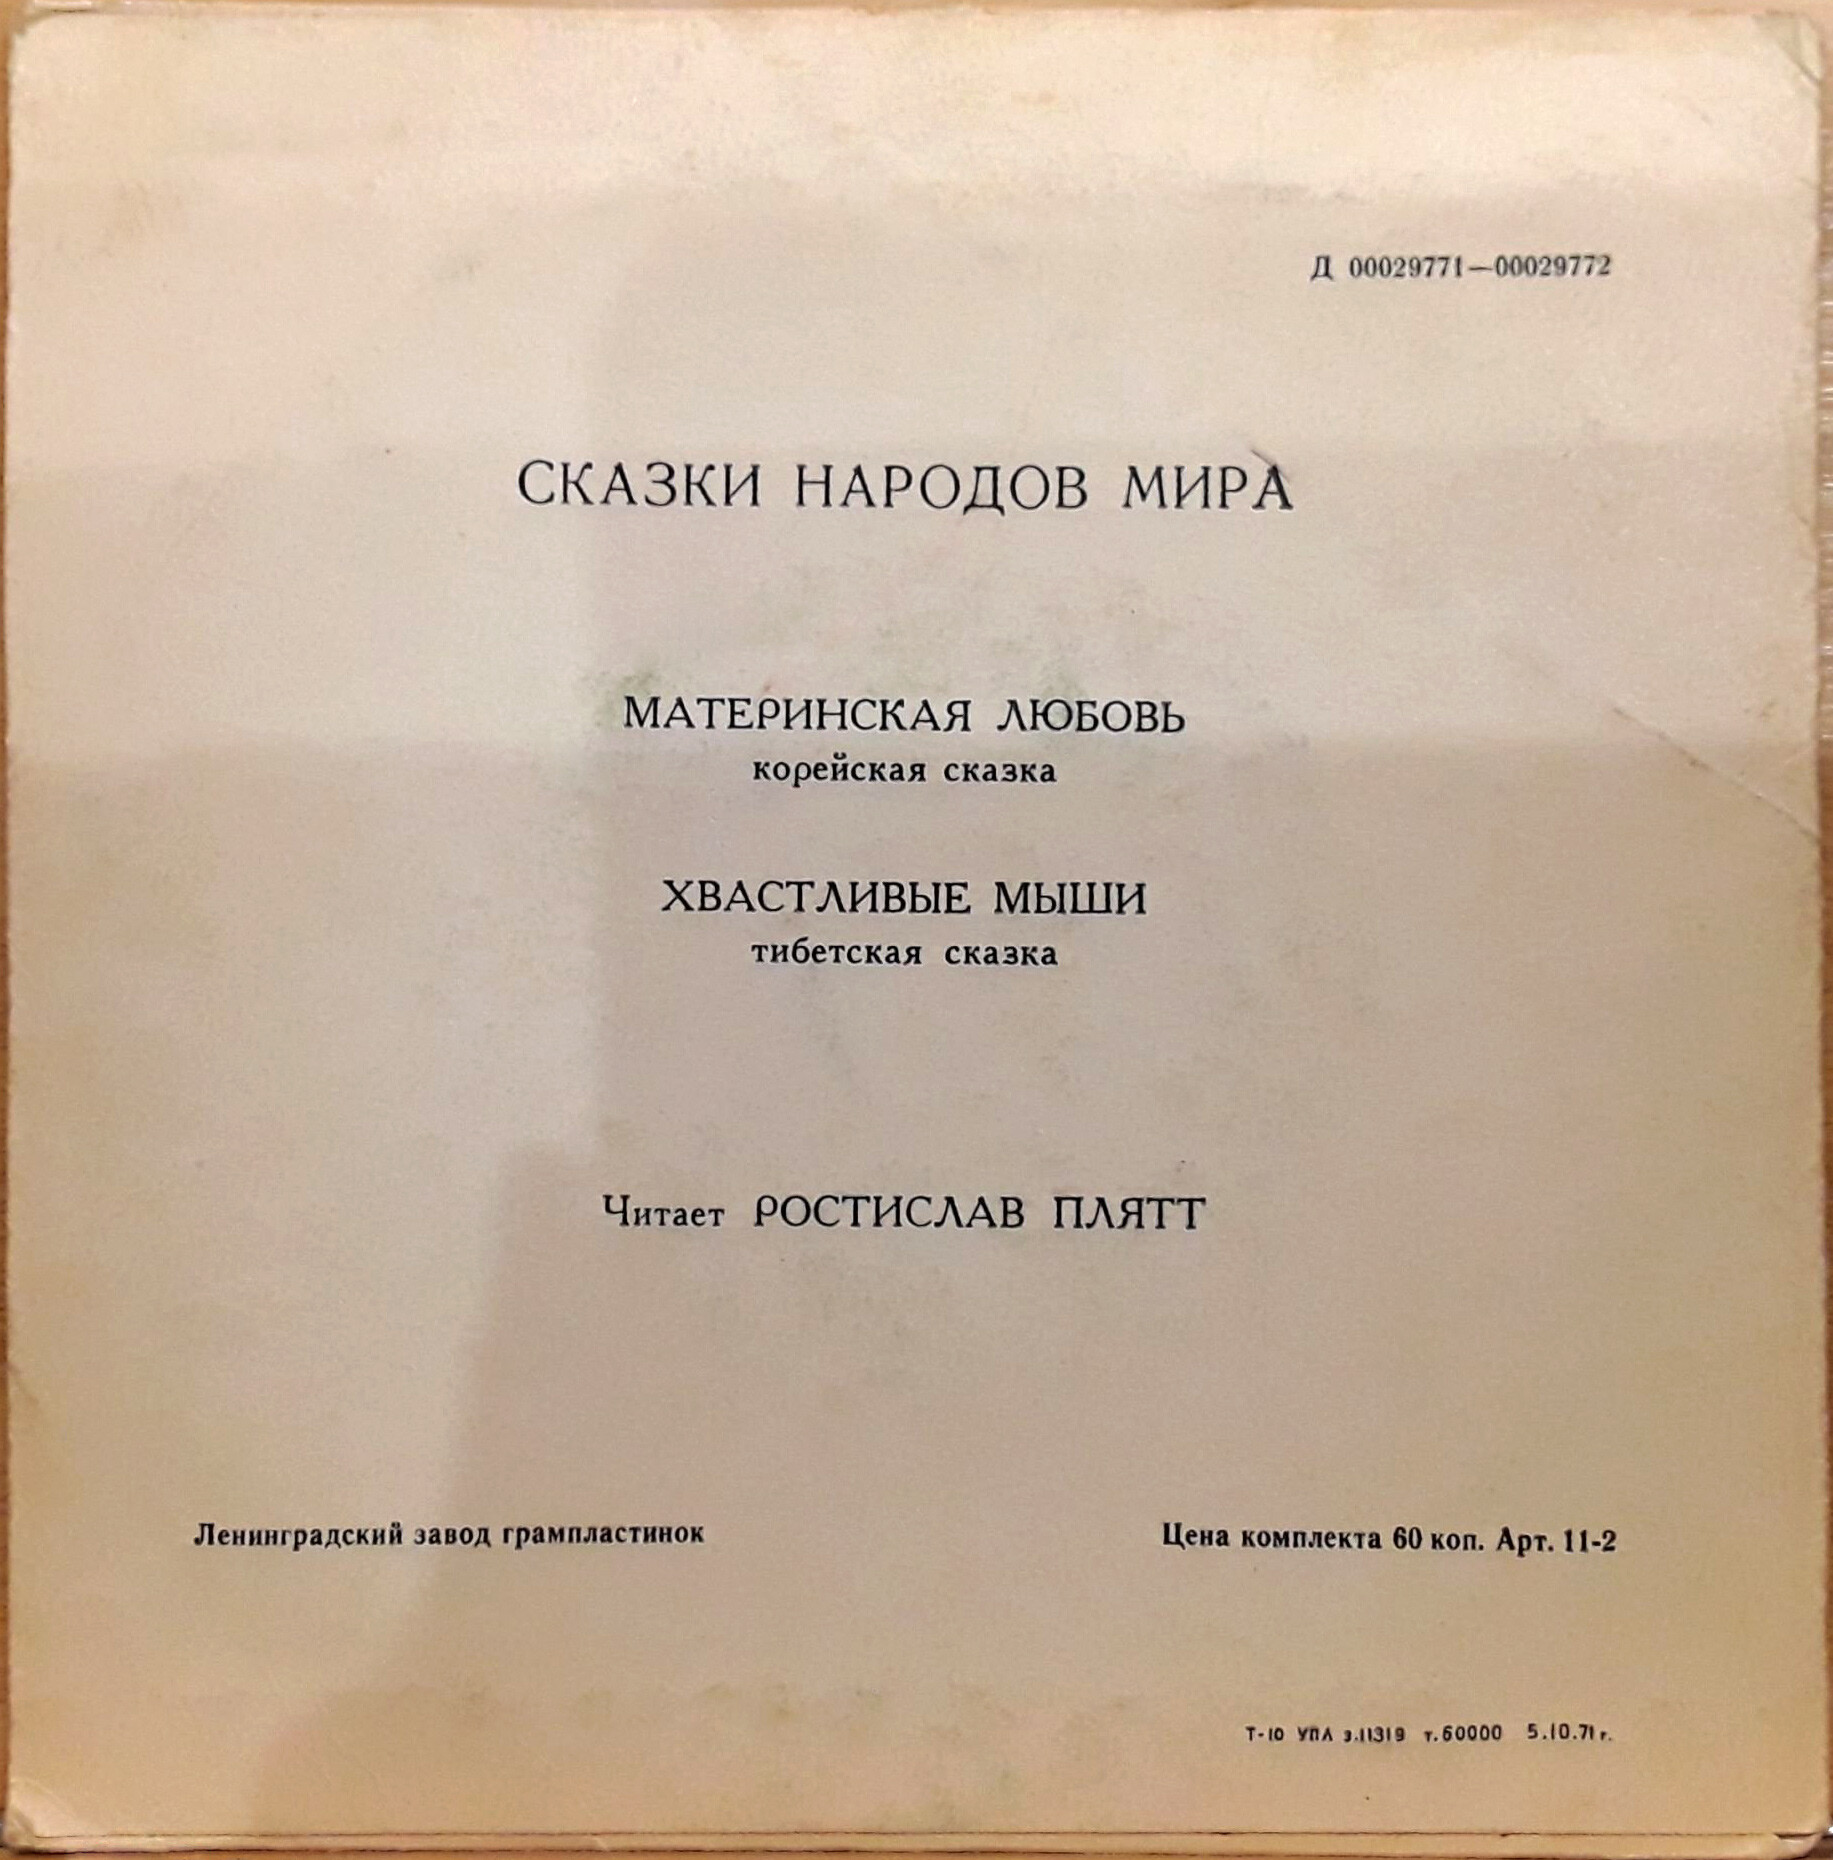 Д 00029771—00029772
СКАЗКИ НАРОДОВ МИРА
МАТЕРИНСКАЯ ЛЮБОВЬ
корейская сказка
ХВАСТЛИВЫЕ МЫШИ
тибетская сказка
Читает РОСТИСЛАВ ПЛЯТТ
Ленинградский завод грампластинок
Цена комплекта 60 коп. Арт. 11-2
Т-10 УПЛ з.11319 т.60000 5.10.71 г.